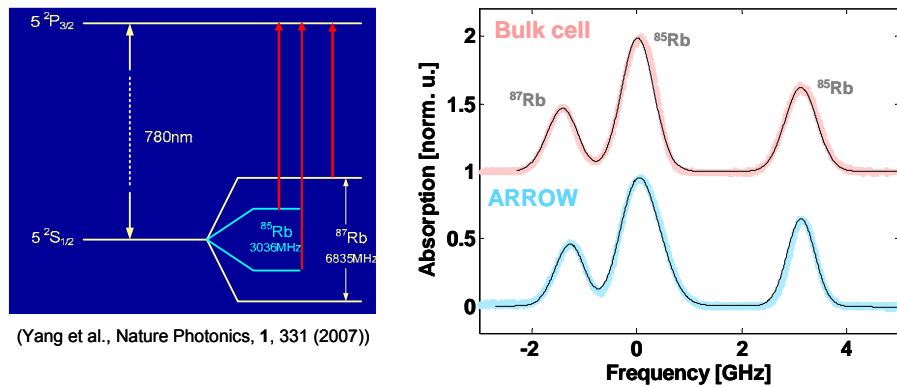 5 ²P₃/₂
780nm
5 ²S₁/₂
⁸⁵Rb
3036MHz
⁸⁷Rb
6835MHz
(Yang et al., Nature Photonics, 1, 331 (2007))
Bulk cell
⁸⁵Rb
⁸⁷Rb
⁸⁵Rb
ARROW
Absorption [norm. u.]
2
1.5
1
0.5
0
-2
0
2
4
Frequency [GHz]